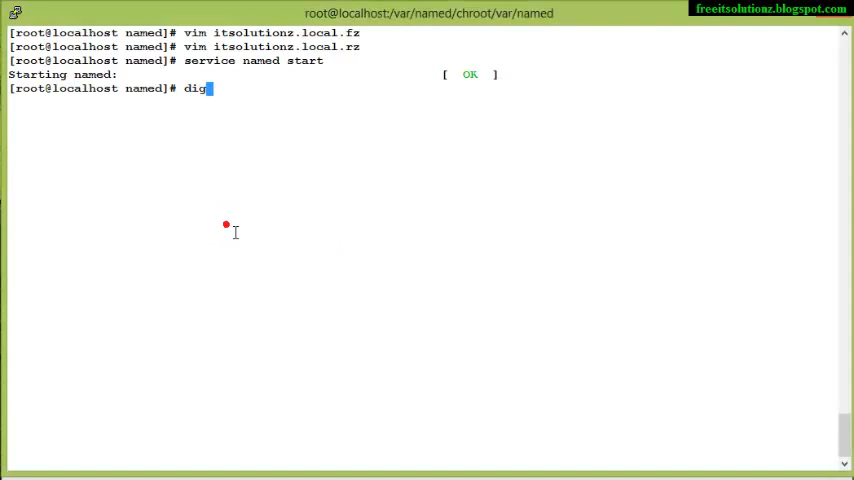 root@localhost:/var/named/chroot/var/named
freeitsolutionz.blogspot.com
[root@localhost named]# vim itsolutionz.local.fz
[root@localhost named]# vim itsolutionz.local.rz
[root@localhost named]# service named start
Starting named: [ OK ]
[root@localhost named]# dig